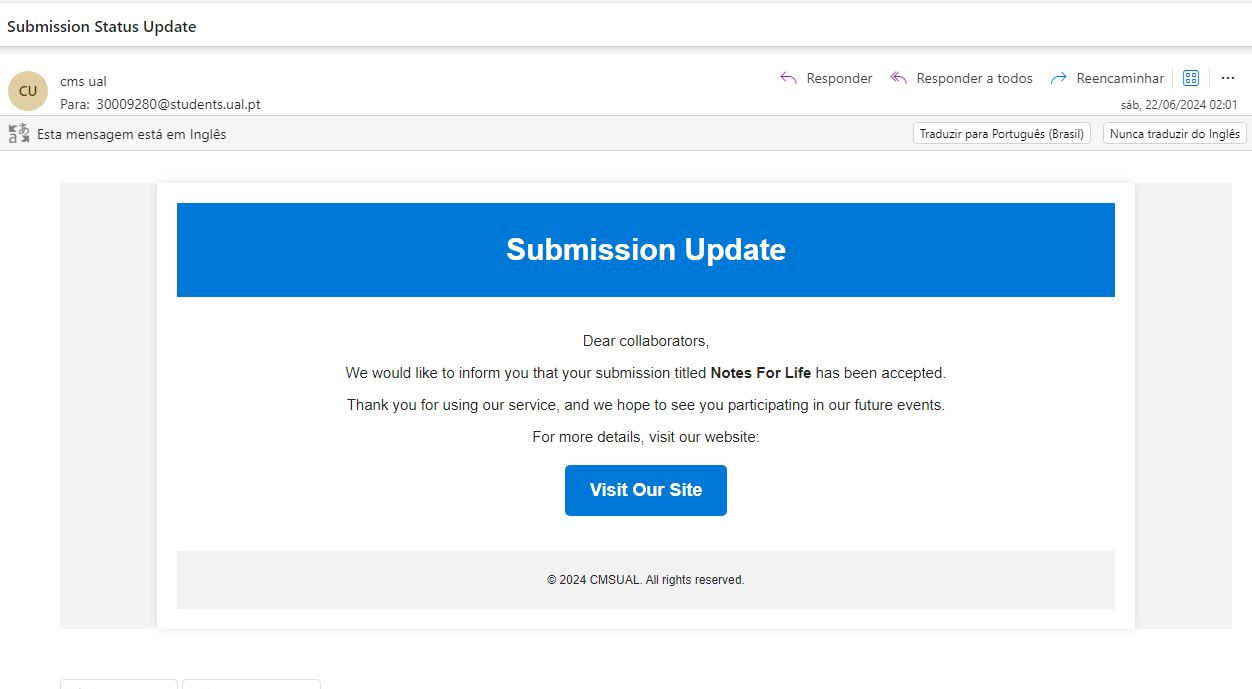 Submission Status Update
CU
cms ual
Para: 30009280@students.ual.pt
Responder
Responder a todos
Reencaminhar
sáb, 22/06/2024 02:01
Esta mensagem está em Inglês
Traduzir para Português (Brasil)
Nunca traduzir do Inglês
Submission Update
Dear collaborators,
We would like to inform you that your submission titled Notes For Life has been accepted.
Thank you for using our service, and we hope to see you participating in our future events.
For more details, visit our website:
Visit Our Site
© 2024 CMSUAL. All rights reserved.